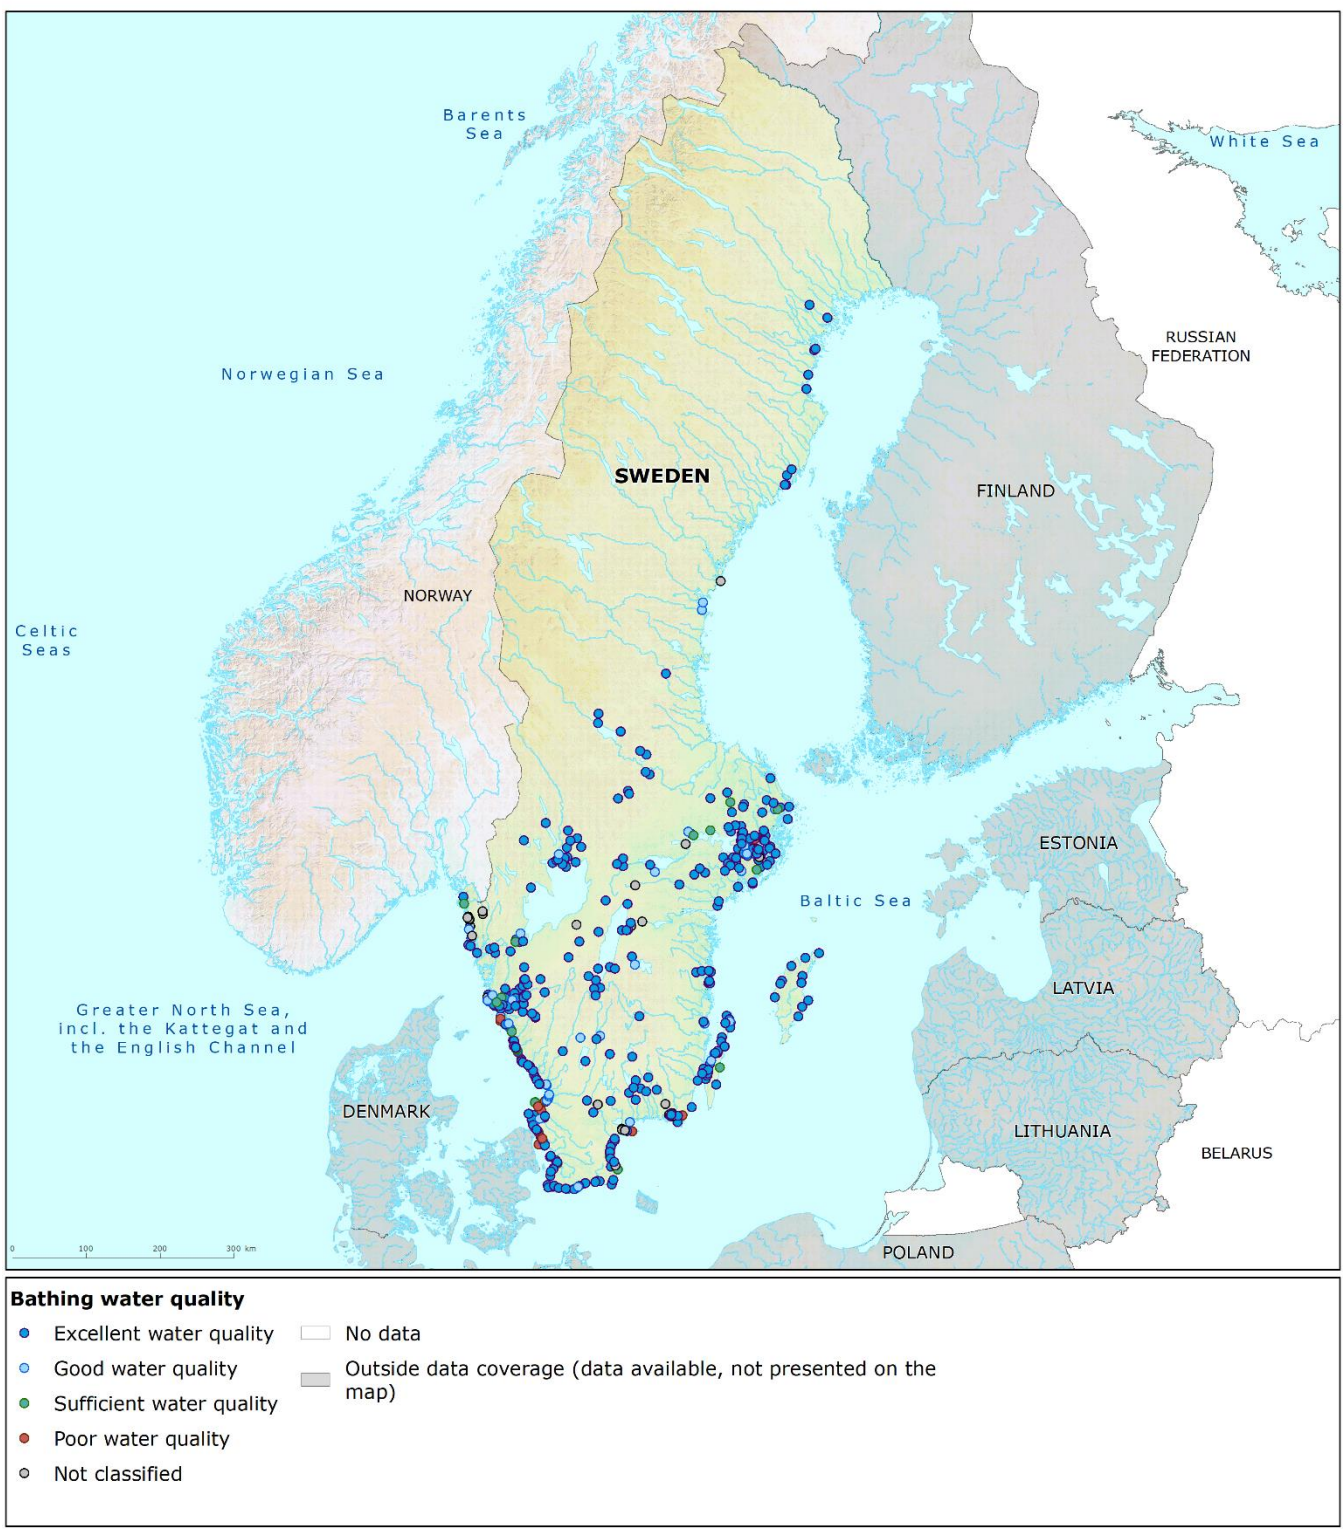 Barents
Sea
White Sea
RUSSIAN
FEDERATION
Norwegian Sea
SWEDEN
FINLAND
NORWAY
Celtic
Seas
ESTONIA
Baltic Sea
LATVIA
Greater North Sea,
incl. the Kattegat and
the English Channel
DENMARK
LITHUANIA
BELARUS
0 100 200 300 km
POLAND
Bathing water quality
Excellent water quality
Good water quality
Sufficient water quality
Poor water quality
Not classified
No data
Outside data coverage (data available, not presented on the
map)